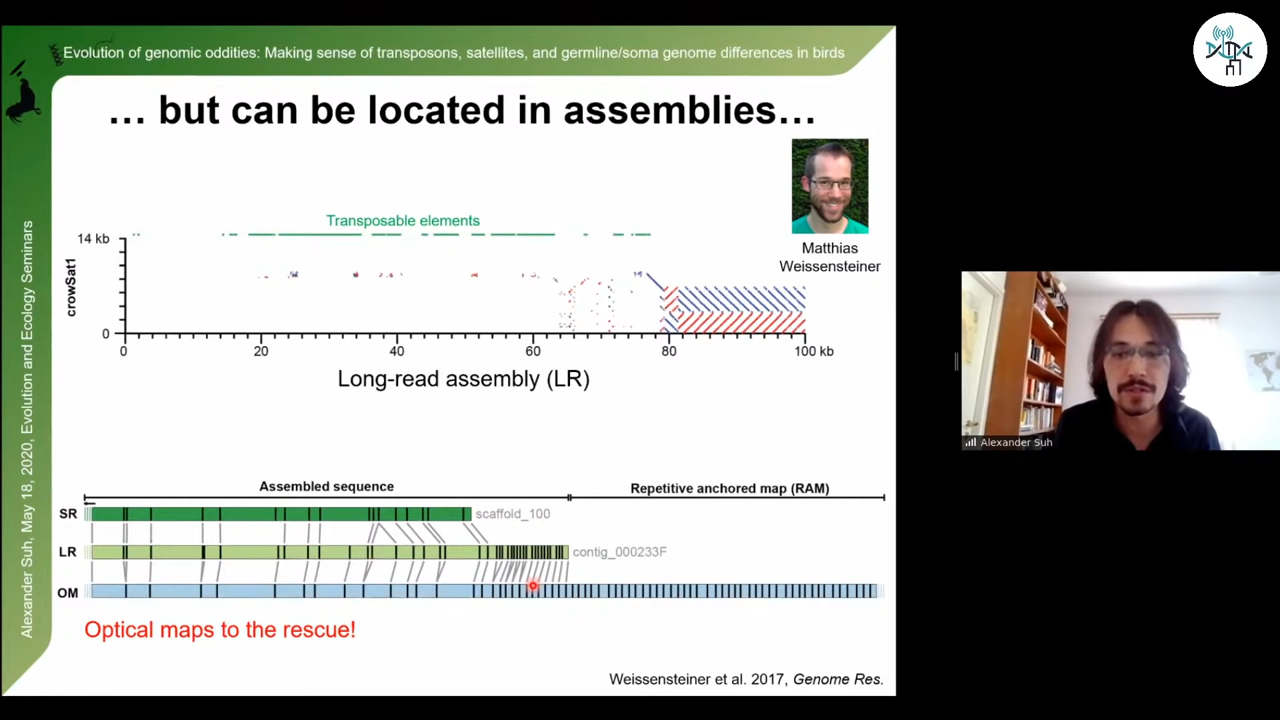 Evolution of genomic oddities: Making sense of transposons, satellites, and germline/soma genome differences in birds
… but can be located in assemblies…
Matthias
Weissensteiner
Transposable elements
14 kb
crowSat1
0
0 20 40 60 80 100 kb
Long-read assembly (LR)
Alexander Suh, May 18, 2020, Evolution and Ecology Seminars
Assembled sequence
Repetitive anchored map (RAM)
SR
scaffold_100
LR
contig_000233F
OM
Optical maps to the rescue!
Weissensteiner et al. 2017, Genome Res.
Alexander Suh